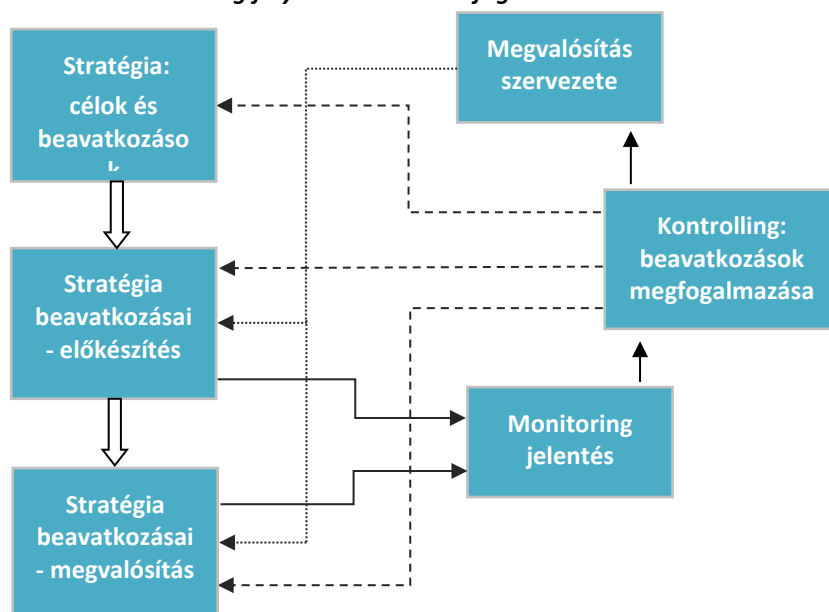 Stratégia:
célok és
beavatkozáso
k
Megvalósítás
szervezete
Kontrolling:
beavatkozások
megfogalmazása
Stratégia
beavatkozásai
- előkészítés
Monitoring
jelentés
Stratégia
beavatkozásai
- megvalósítás